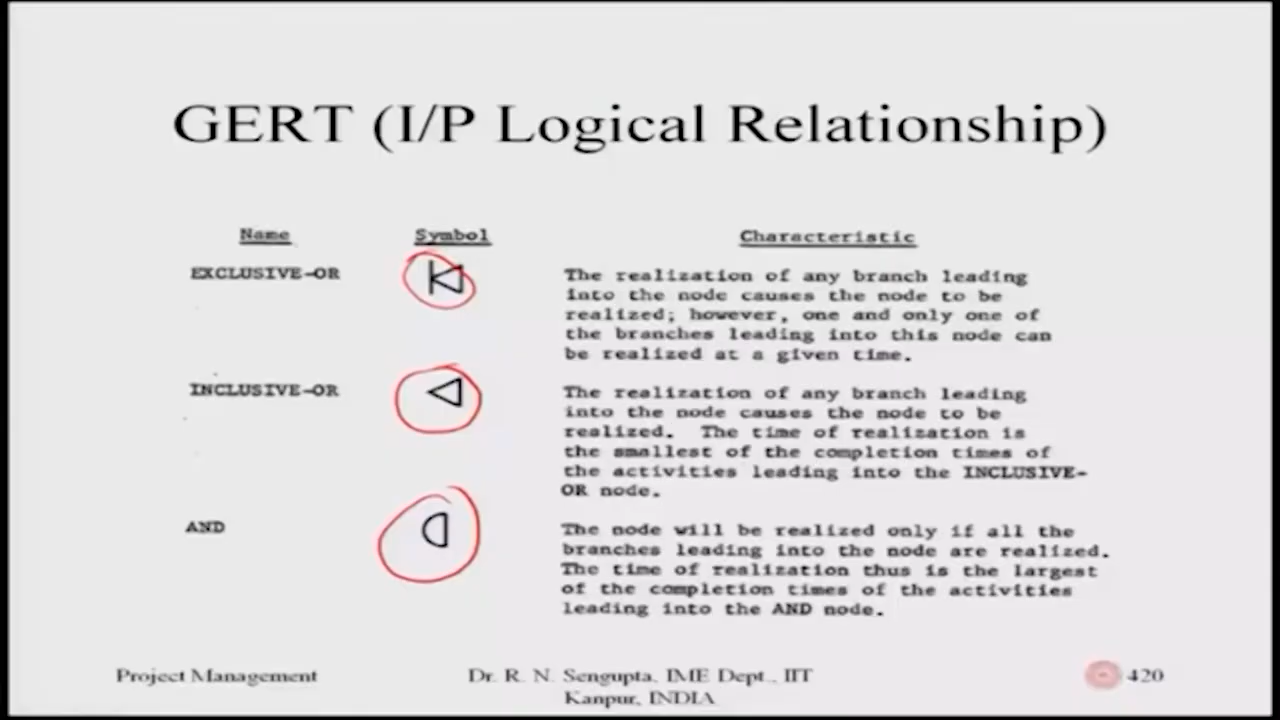 GERT (I/P Logical Relationship)
Name Symbol Characteristic
EXCLUSIVE-OR The realization of any branch leading
into the node causes the node to be
realized; however, one and only one of
the branches leading into this node can
be realized at a given time.
INCLUSIVE-OR The realization of any branch leading
into the node causes the node to be
realized. The time of realization is
the smallest of the completion times of
the activities leading into the INCLUSIVE-
OR node.
AND The node will be realized only if all the
branches leading into the node are realized.
The time of realization thus is the largest
of the completion times of the activities
leading into the AND node.
Project Management Dr. R. N. Sengupta, IME Dept., IIT 420
Kanpur, INDIA